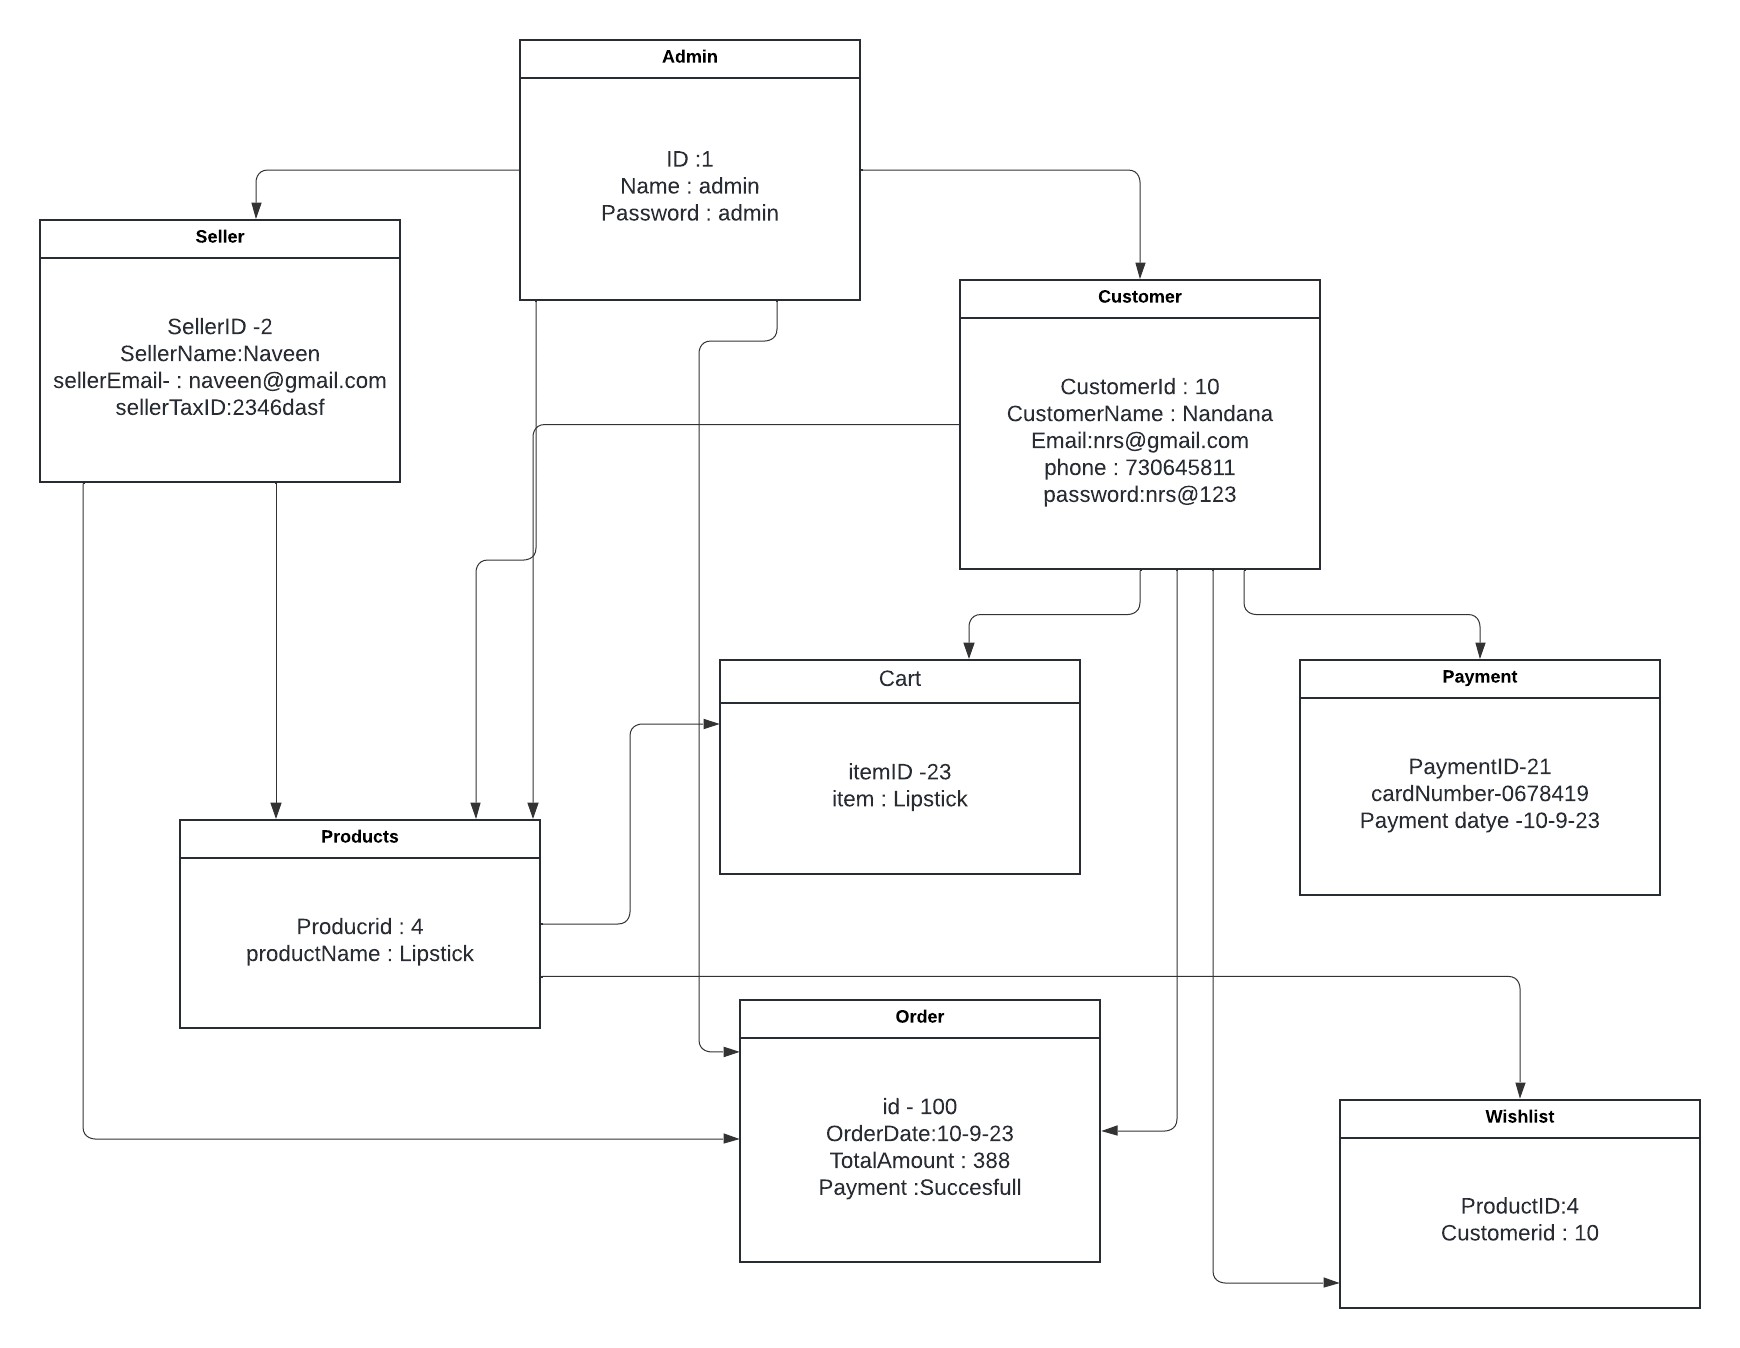 Admin
ID :1
Name : admin
Password : admin
Seller
SellerID -2
SellerName:Naveen
sellerEmail- : naveen@gmail.com
sellerTaxID:2346dasf
Customer
CustomerId : 10
CustomerName : Nandana
Email:nrs@gmail.com
phone : 730645811
password:nrs@123
Cart
itemID -23
item : Lipstick
Payment
PaymentID-21
cardNumber-0678419
Payment datye -10-9-23
Products
Producrid : 4
productName : Lipstick
Order
id - 100
OrderDate:10-9-23
TotalAmount : 388
Payment :Succesfull
Wishlist
ProductID:4
Customerid : 10